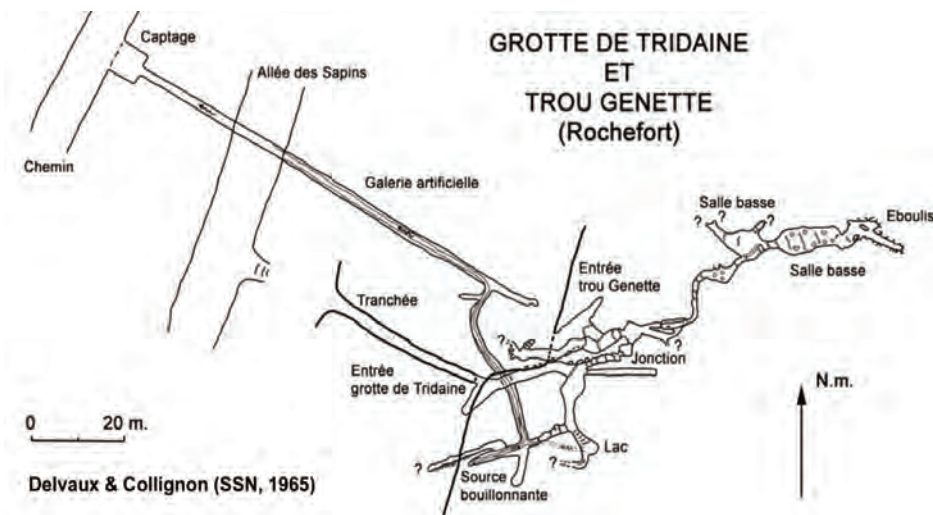 GROTTE DE TRIDAINE
ET
TROU GENETTE
(Rochefort)
Captage
Allée des Sapins
Chemin
Galerie artificielle
Salle basse
Eboulis
?
?
Salle basse
Entrée
trou Genette
Tranchée
?
?
Jonction
Entrée
grotte de Tridaine
N.m.
0 20 m.
Lac
?
?
Source
bouillonnante
Delvaux & Collignon (SSN, 1965)